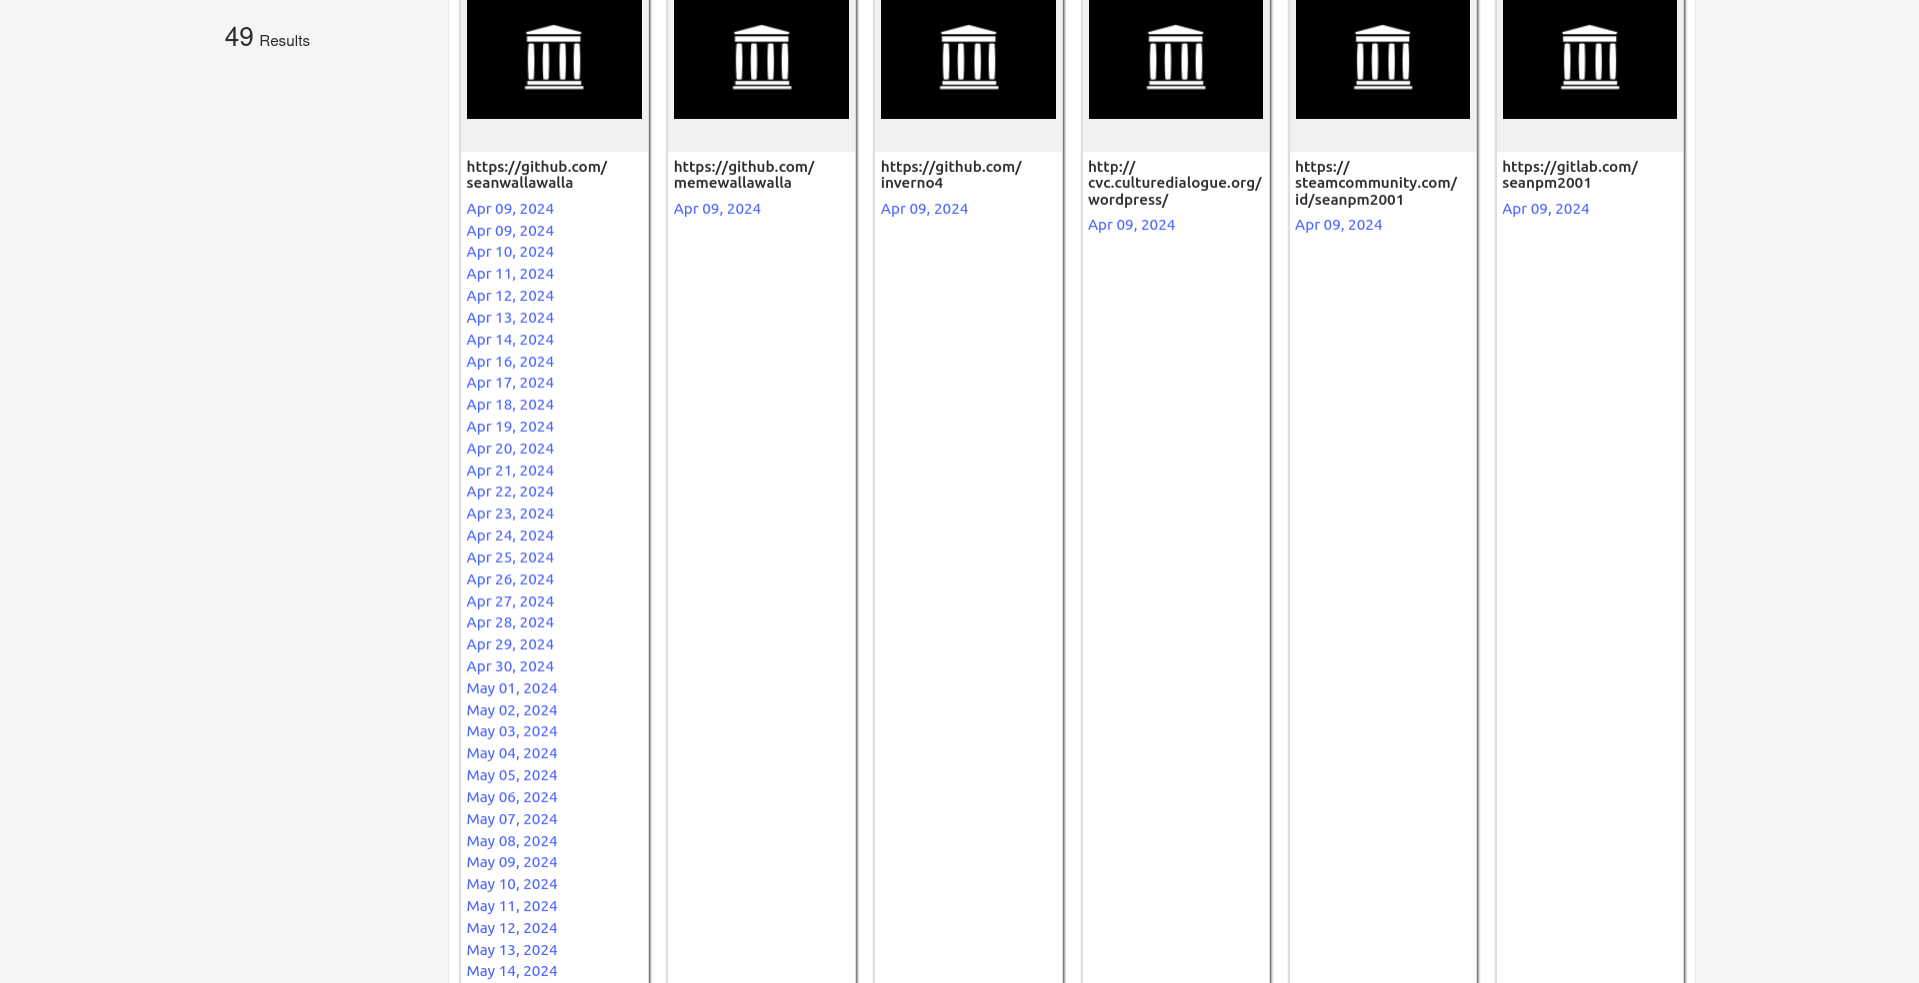 49 Results
https://github.com/
seanwallawalla
Apr 09, 2024
Apr 09, 2024
Apr 10, 2024
Apr 11, 2024
Apr 12, 2024
Apr 13, 2024
Apr 14, 2024
Apr 16, 2024
Apr 17, 2024
Apr 18, 2024
Apr 19, 2024
Apr 20, 2024
Apr 21, 2024
Apr 22, 2024
Apr 23, 2024
Apr 24, 2024
Apr 25, 2024
Apr 26, 2024
Apr 27, 2024
Apr 28, 2024
Apr 29, 2024
Apr 30, 2024
May 01, 2024
May 02, 2024
May 03, 2024
May 04, 2024
May 05, 2024
May 06, 2024
May 07, 2024
May 08, 2024
May 09, 2024
May 10, 2024
May 11, 2024
May 12, 2024
May 13, 2024
May 14, 2024
https://github.com/
memewallawalla
Apr 09, 2024
https://github.com/
inverno4
Apr 09, 2024
http://
cvc.culturedialogue.org/
wordpress/
Apr 09, 2024
https://
steamcommunity.com/
id/seanpm2001
Apr 09, 2024
https://gitlab.com/
seanpm2001
Apr 09, 2024